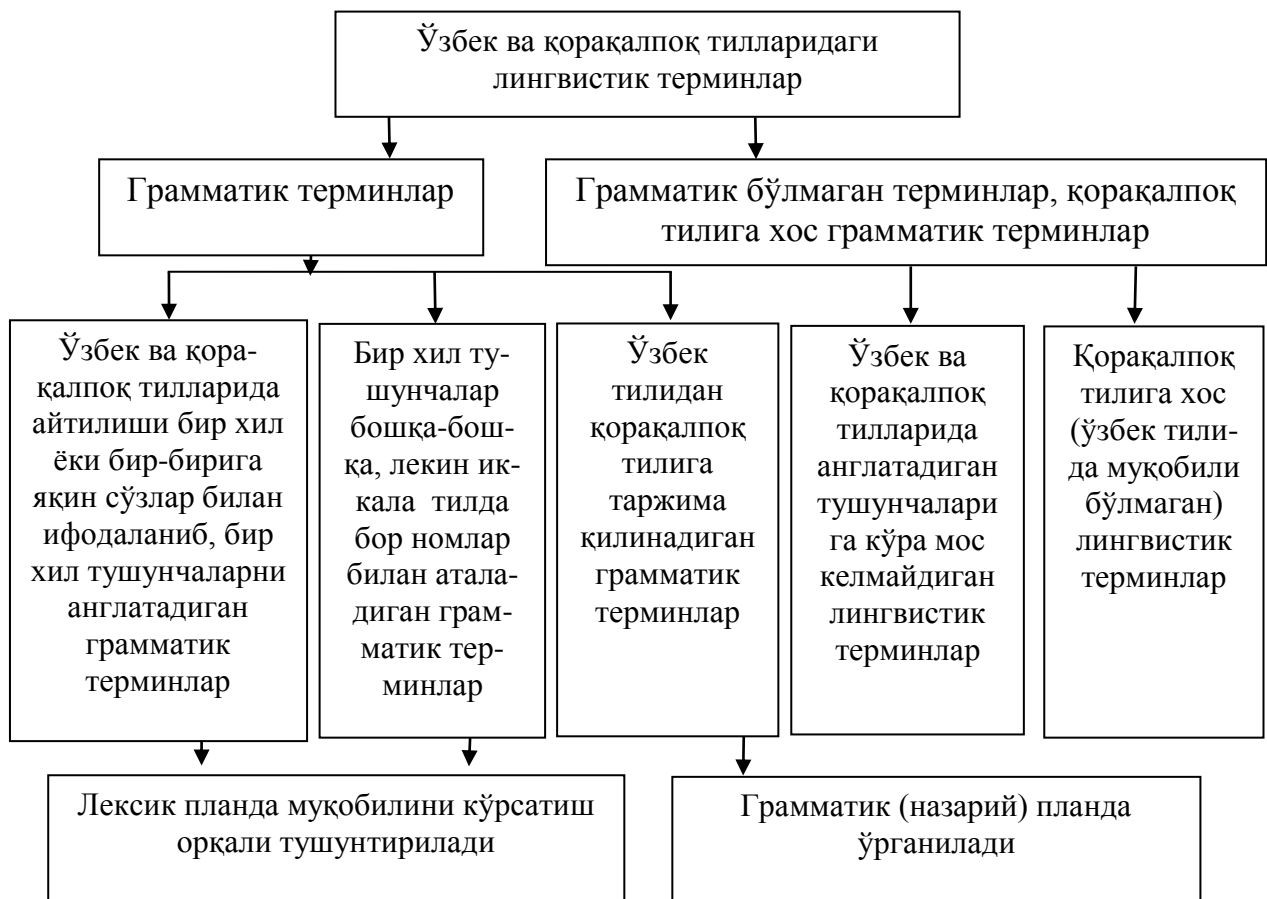 Ўзбек ва қорақалпоқ тилларидаги
лингвистик терминлар
Грамматик терминлар
Грамматик бўлмаган терминлар, қорақалпоқ
тилига хос грамматик терминлар
Ўзбек ва қора-
қалпоқ тилларида
айтилиши бир хил
ёки бир-бирига
яқин сўзлар билан
ифодаланиб, бир
хил тушунчаларни
англатадиган
грамматик
терминлар
Бир хил ту-
шунчалар
бошқа-бош-
қа, лекин ик-
кала тилда
бор номлар
билан атала-
диган грам-
матик тер-
минлар
Ўзбек
тилидан
қорақалпоқ
тилига
таржима
қилинадиган
грамматик
терминлар
Ўзбек ва
қорақалпоқ
тилларида
англатадиган
тушунчалари
га кўра мос
келмайдиган
лингвистик
терминлар
Қорақалпоқ
тилига хос
(ўзбек тили-
да муқобили
бўлмаган)
лингвистик
терминлар
Лексик планда муқобилини кўрсатиш
орқали тушунтирилади
Грамматик (назарий) планда
ўрганилади